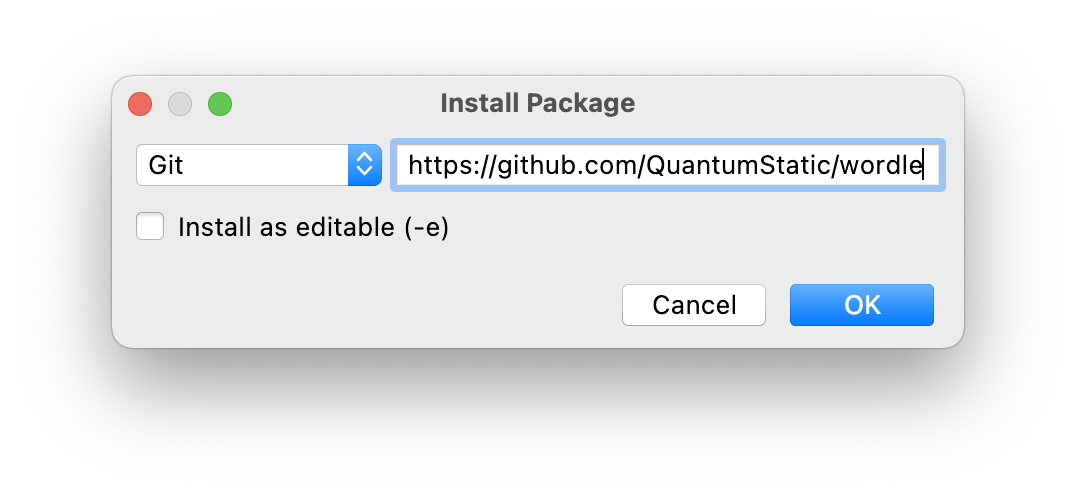 Install Package
Git https://github.com/QuantumStatic/wordle
Install as editable (-e)
Cancel OK